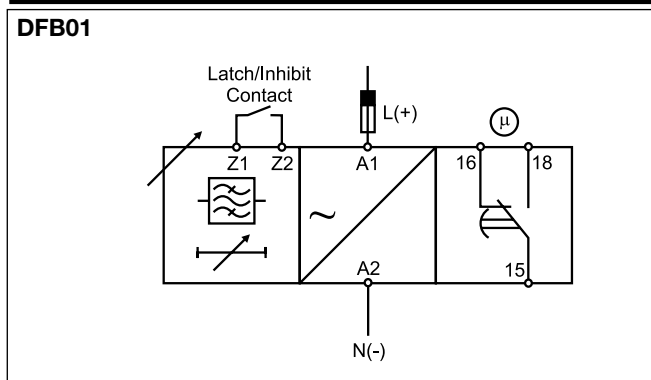 DFB01
Latch/Inhibit
Contact
L(+)
μ
Z1 Z2 A1 16 18
~
A2 15
N(-)